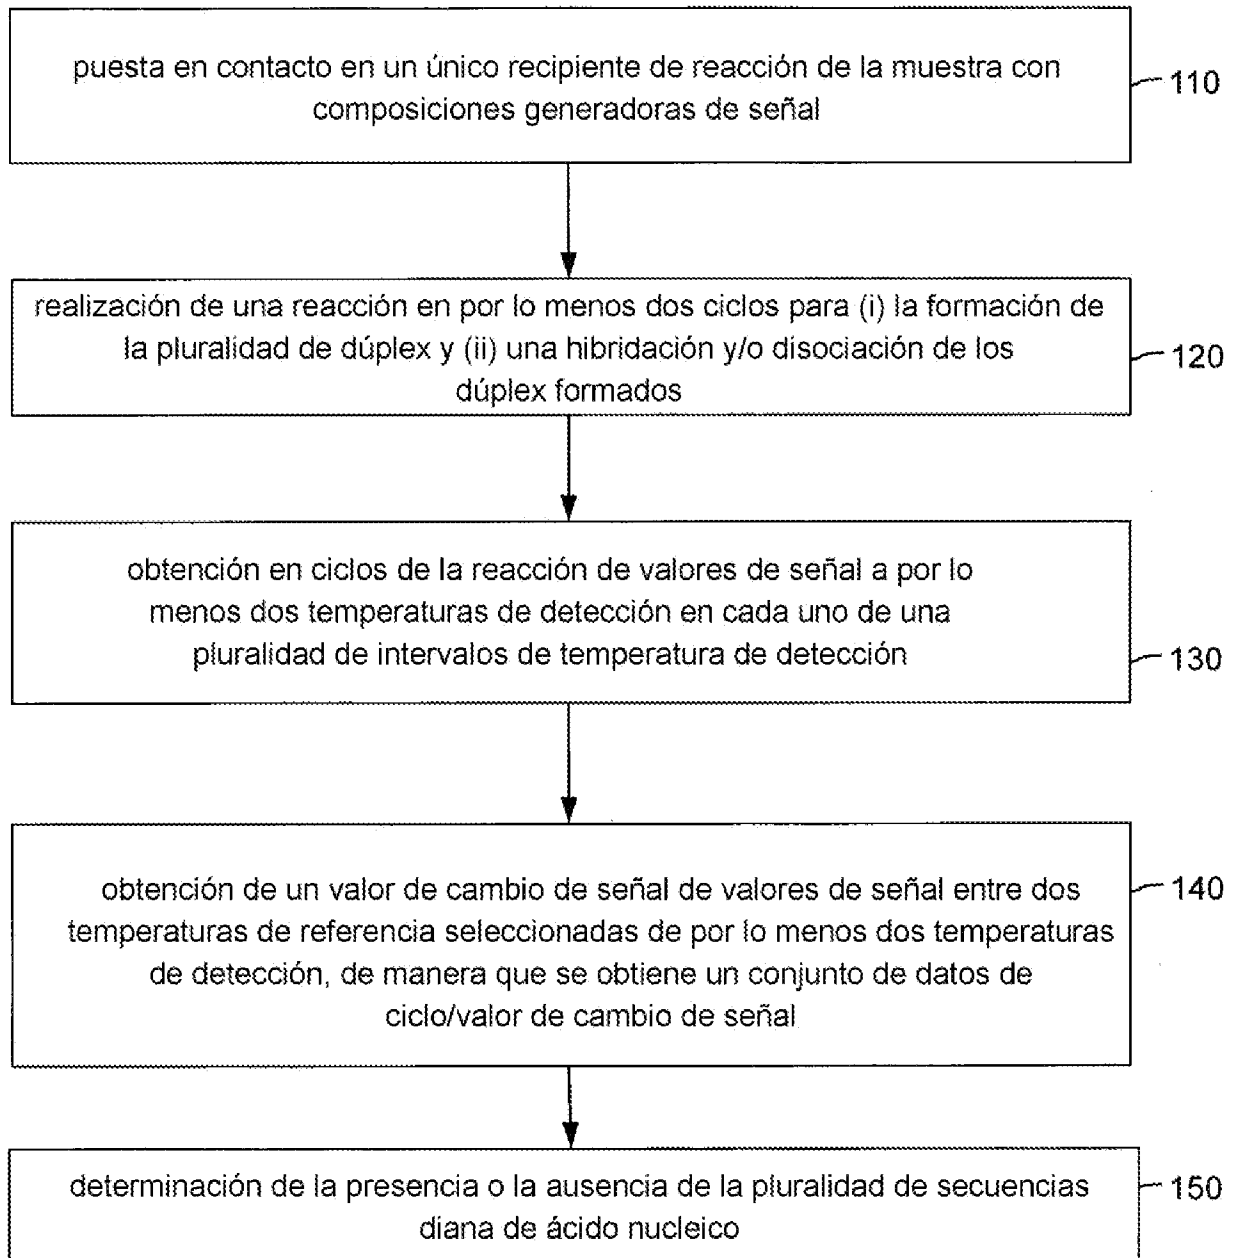 puesta en contacto en un único recipiente de reacción de la muestra con
composiciones generadoras de señal
110
realización de una reacción en por lo menos dos ciclos para (i) la formación de
la pluralidad de dúplex y (ii) una hibridación y/o disociación de los
dúplex formados
120
obtención en ciclos de la reacción de valores de señal a por lo
menos dos temperaturas de detección en cada uno de una
pluralidad de intervalos de temperatura de detección
130
obtención de un valor de cambio de señal de valores de señal entre dos
temperaturas de referencia seleccionadas de por lo menos dos temperaturas
de detección, de manera que se obtiene un conjunto de datos de
ciclo/valor de cambio de señal
140
determinación de la presencia o la ausencia de la pluralidad de secuencias
diana de ácido nucleico
150